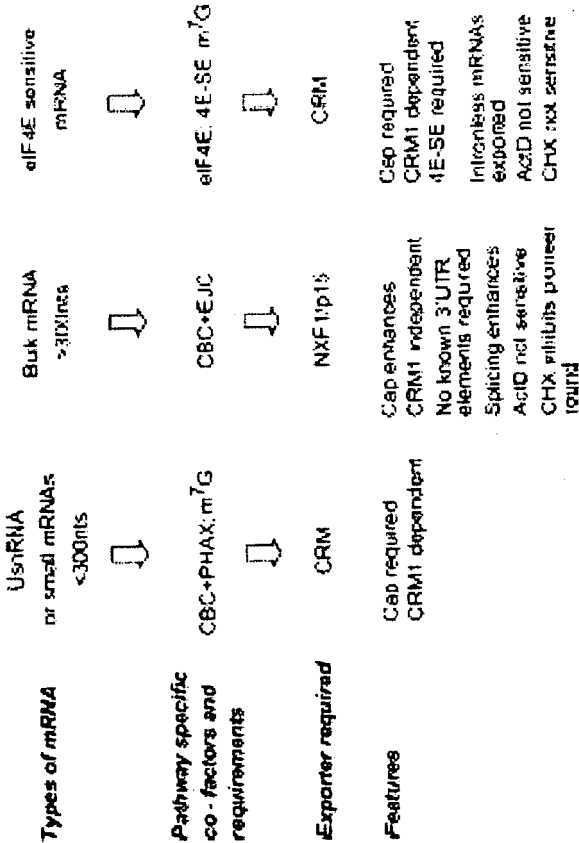 Types of mRNA
UsnRNA
or small mRNAs
<300nts
Bulk mRNA
>300nts
eIF4E sensitive
mRNA
Pathway specific
co - factors and
requirements
CBC+PHAX; m⁷G
CBC+EJC
eIF4E; 4E-SE m⁷G
Exporter required
CRM
NXF1/p15
CRM
Features
Cap required
CRM1 dependent
Cap enhances
CRM1 independent
No known 3'UTR
elements required
Splicing enhances
ActD not sensitive
CHX inhibits pioneer
round
Cap required
CRM1 dependent
4E-SE required
Intronless mRNAs
exported
ActD not sensitive
CHX not sensitive